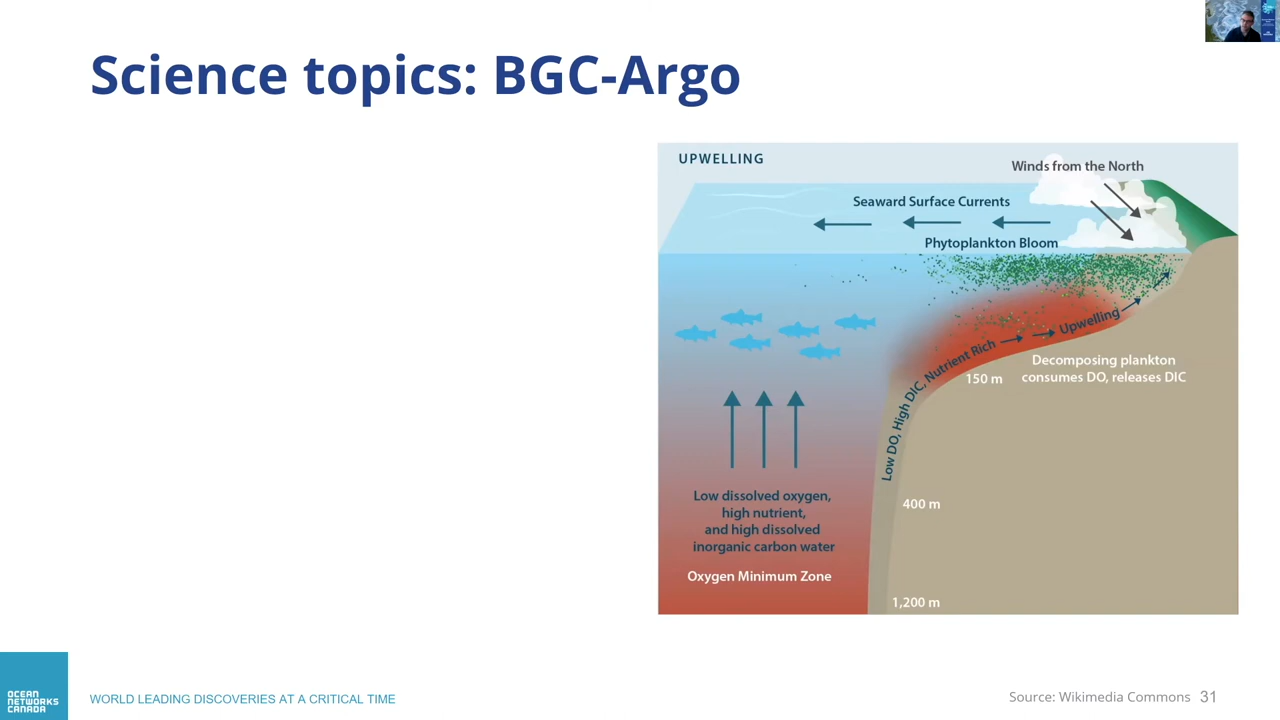 Science topics: BGC-Argo
UPWELLING
Winds from the North
Seaward Surface Currents
Phytoplankton Bloom
Upwelling
Low DO, High DIC, Nutrient Rich
Decomposing plankton
consumes DO, releases DIC
150 m
400 m
Low dissolved oxygen,
high nutrient,
and high dissolved
inorganic carbon water
Oxygen Minimum Zone
1,200 m
OCEAN
NETWORKS
CANADA
WORLD LEADING DISCOVERIES AT A CRITICAL TIME
Source: Wikimedia Commons
31